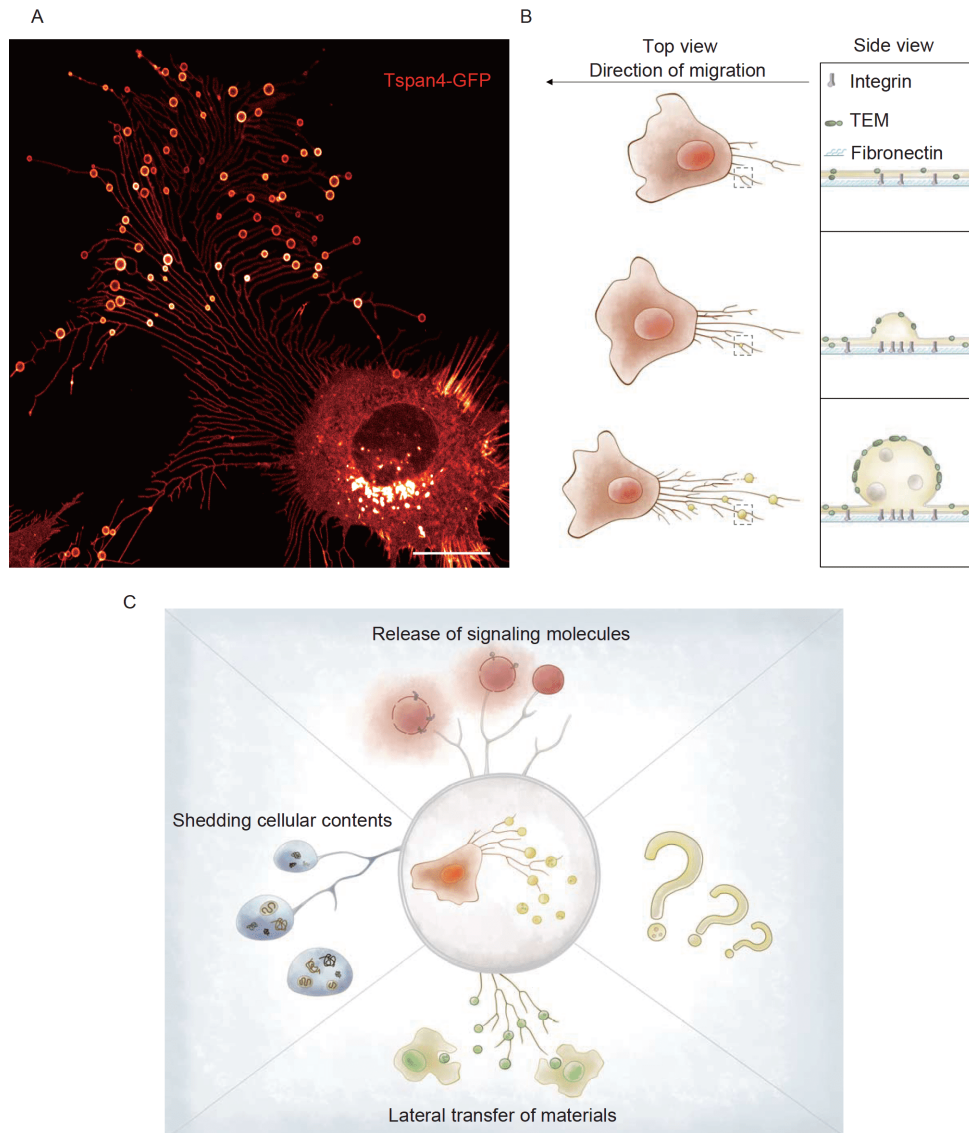 A
Tspan4-GFP
B
Top view
Direction of migration
Side view
Integrin
TEM
Fibronectin
C
Release of signaling molecules
Shedding cellular contents
Lateral transfer of materials